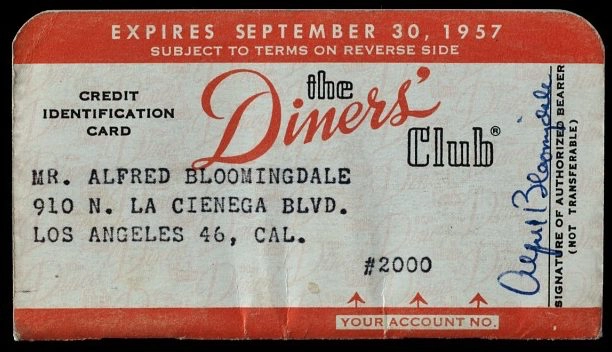 EXPIRES SEPTEMBER 30, 1957
SUBJECT TO TERMS ON REVERSE SIDE
CREDIT
IDENTIFICATION
CARD
the
Diners'
Club®
MR. ALFRED BLOOMINGDALE
910 N. LA CIENEGA BLVD.
LOS ANGELES 46, CAL.
#2000
YOUR ACCOUNT NO.
Alfred Bloomingdale
SIGNATURE OF AUTHORIZED BEARER
(NOT TRANSFERABLE)